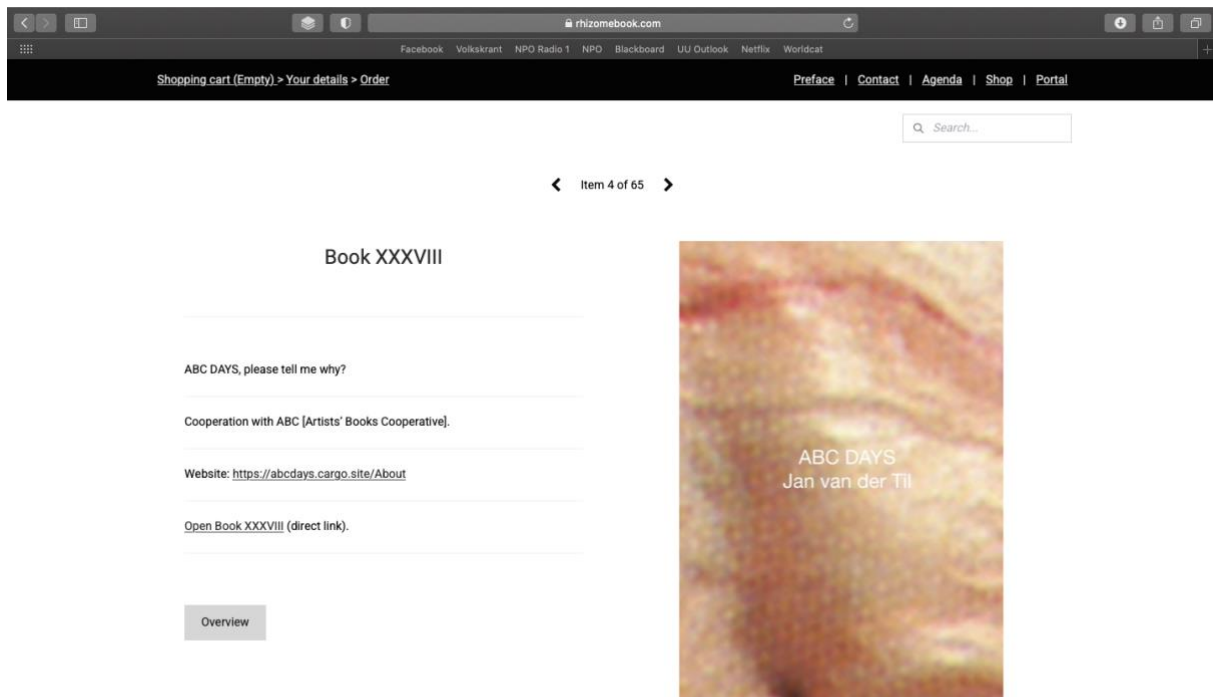 rhizomebook.com
Facebook Volkskrant NPO Radio 1 NPO Blackboard UU Outlook Netflix Worldcat
Shopping cart (Empty) > Your details > Order
Preface | Contact | Agenda | Shop | Portal
Search...
Item 4 of 65
Book XXXVIII
ABC DAYS, please tell me why?
Cooperation with ABC [Artists' Books Cooperative].
Website: https://abcdays.cargo.site/About
Open Book XXXVIII (direct link).
Overview
ABC DAYS
Jan van der Til